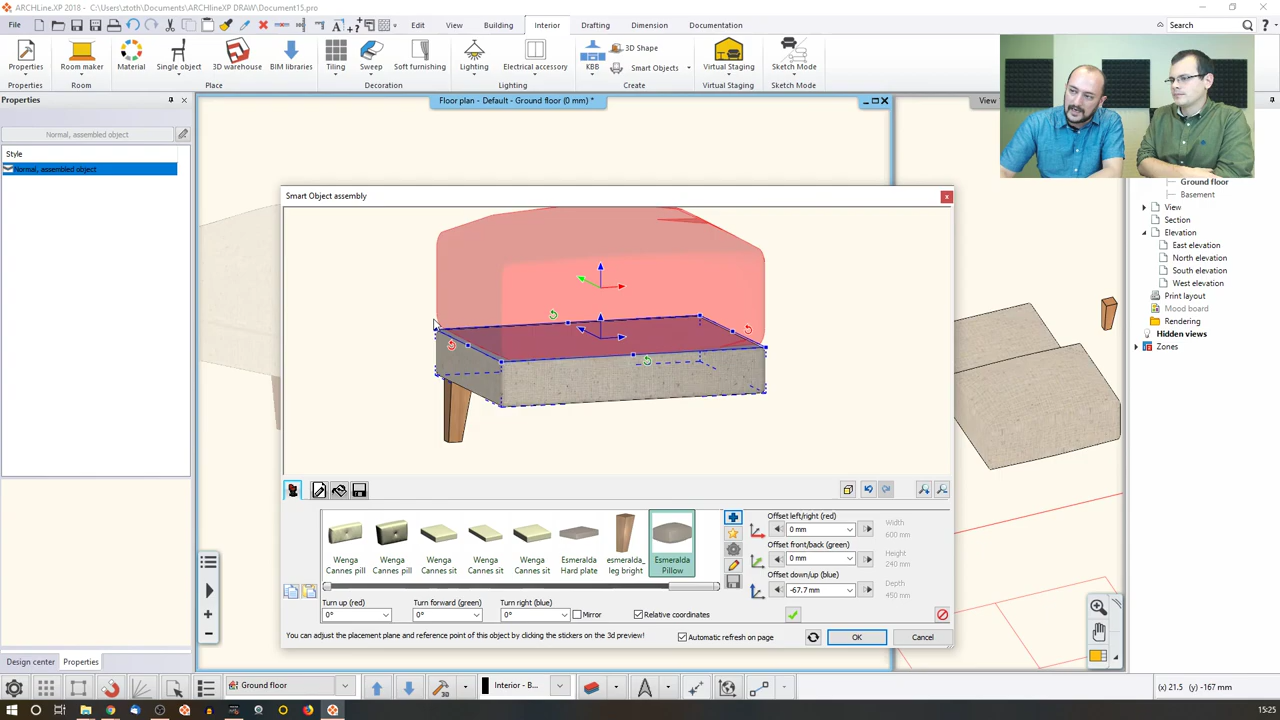 ARCHLine.XP 2018 - C:\Users\ztoth\Documents\ARCHlineXP DRAW\Document15.pro
File
Edit
View
Building
Interior
Drafting
Dimension
Documentation
Search
Properties
Room maker
Material
Single object
3D warehouse
BIM libraries
Tiling
Sweep
Soft furnishing
Lighting
Electrical accessory
KBB
3D Shape
Smart Objects
Virtual Staging
Sketch Mode
Properties
Room
Decoration
Lighting
Create
Virtual Staging
Properties
Floor plan - Default - Ground floor (0 mm) *
View
Normal, assembled object
Style
Normal, assembled object
Smart Object assembly
Ground floor
Basement
View
Section
Elevation
East elevation
North elevation
South elevation
West elevation
Print layout
Mood board
Rendering
Hidden views
Zones
Wenga Cannes pill
Wenga Cannes pill
Wenga Cannes sit
Wenga Cannes sit
Wenga Cannes sit
Esmeralda Hard plate
esmeralda_ leg bright
Esmeralda Pillow
Offset left/right (red)
0 mm
Width
600 mm
Offset front/back (green)
0 mm
Height
240 mm
Offset down/up (blue)
-67.7 mm
Depth
450 mm
Turn up (red)
Turn forward (green)
Turn right (blue)
0°
0°
0°
Mirror
Relative coordinates
You can adjust the placement plane and reference point of this object by clicking the stickers on the 3d preview!
Automatic refresh on page
OK
Cancel
Design center
Properties
Ground floor
Interior - B...
(x) 21.5 (y) -167 mm
15:25